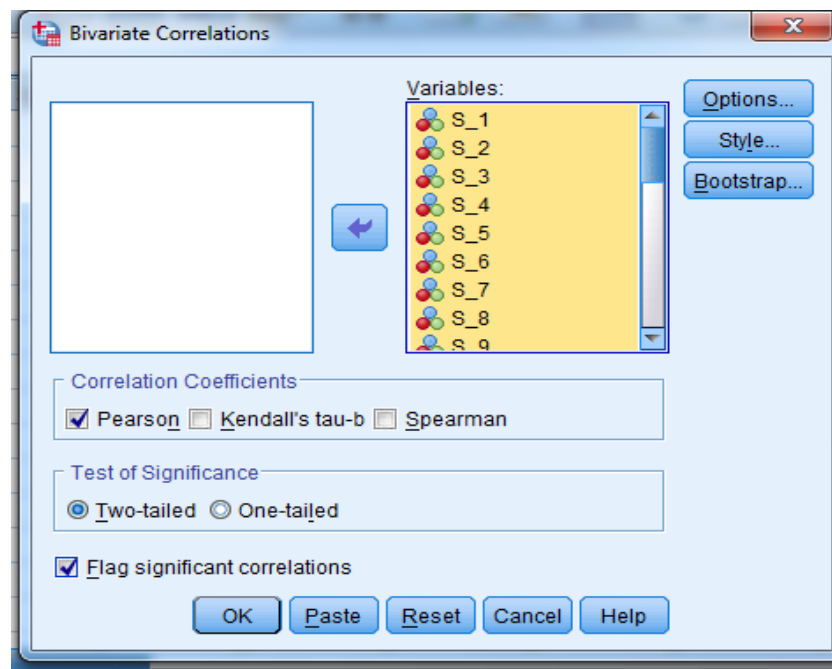 Bivariate Correlations
Variables:
S_1
S_2
S_3
S_4
S_5
S_6
S_7
S_8
S_9
Options...
Style...
Bootstrap...
Correlation Coefficients
Pearson Kendall's tau-b Spearman
Test of Significance
Two-tailed One-tailed
Flag significant correlations
OK Paste Reset Cancel Help